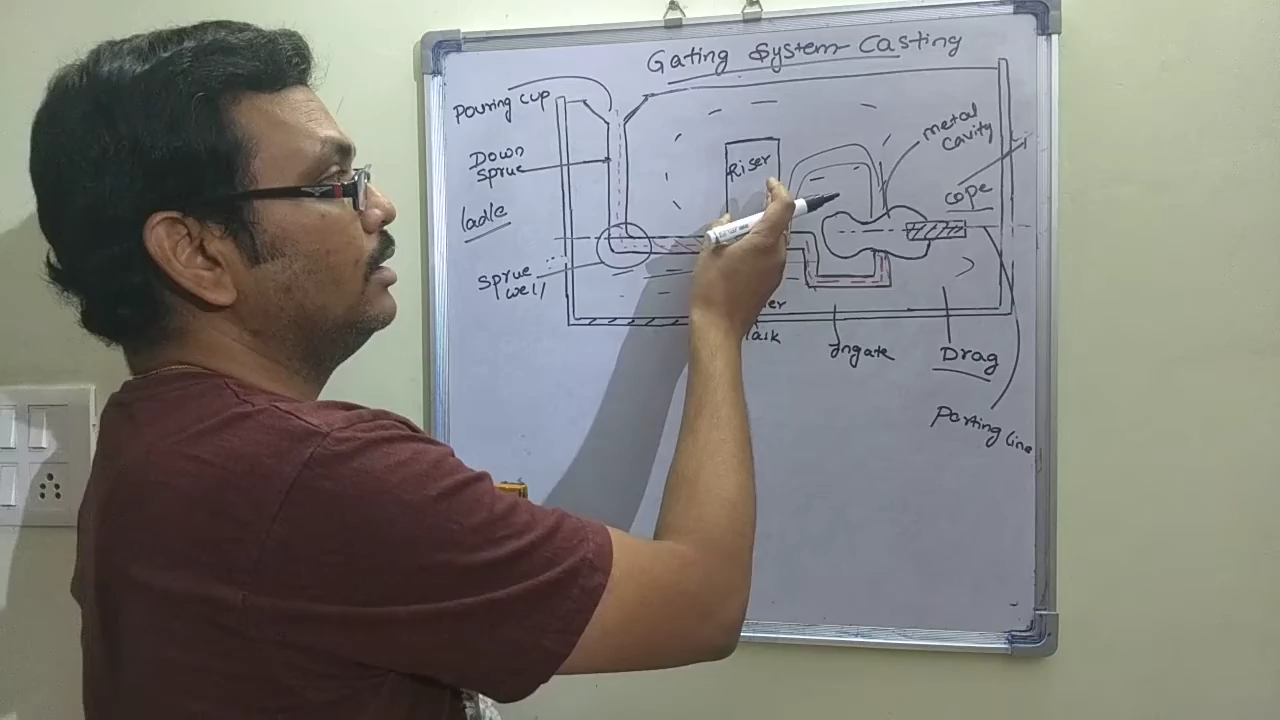 Gating System Casting
Pouring cup
Down
sprue
Riser
metal
cavity
cope
ladle
sprue
well
Ingate
Drag
Parting line